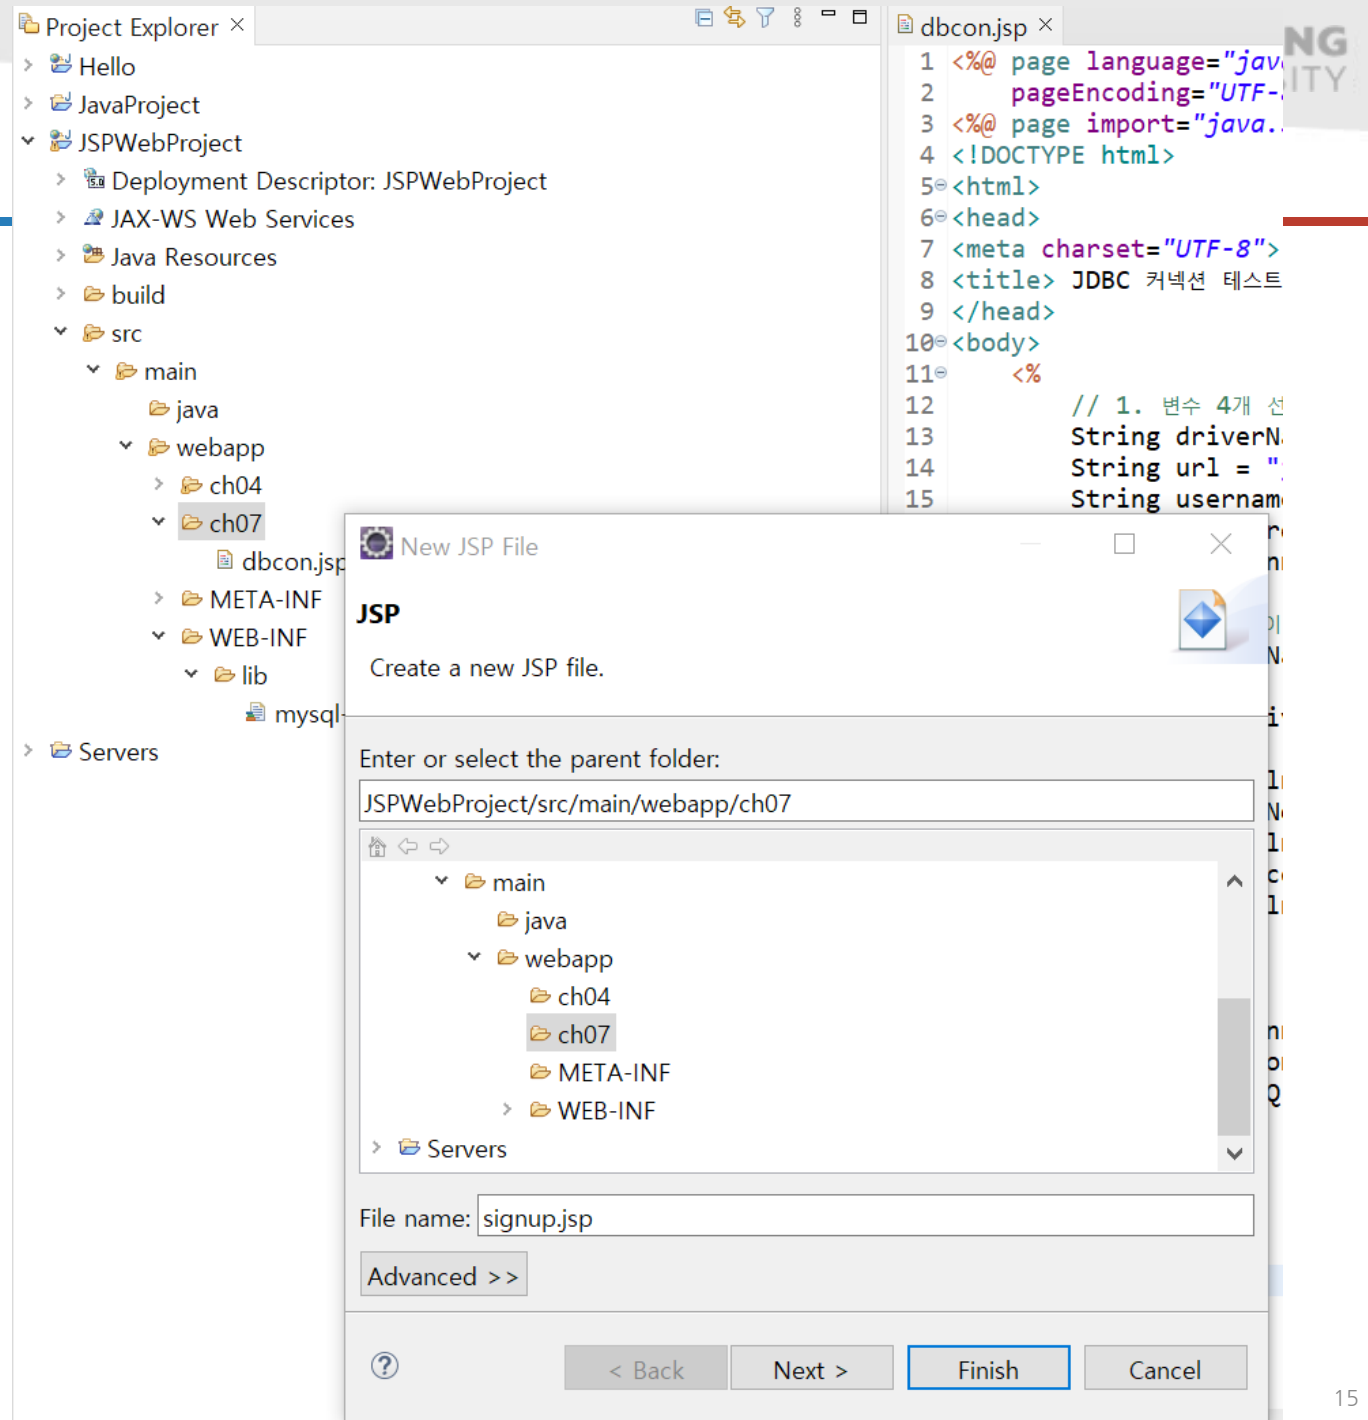 Project Explorer
Hello
JavaProject
JSPWebProject
Deployment Descriptor: JSPWebProject
JAX-WS Web Services
Java Resources
build
src
main
java
webapp
ch04
ch07
dbcon.jsp
META-INF
WEB-INF
lib
mysql-
Servers
dbcon.jsp
NG
ITY
1 <%@ page language="jav
2 pageEncoding="UTF-
3 <%@ page import="java.
4 <!DOCTYPE html>
5 <html>
6 <head>
7 <meta charset="UTF-8">
8 <title> JDBC 커넥션 테스트
9 </head>
10 <body>
11 <%
12 // 1. 변수 4개 선
13 String driverNa
14 String url = "
15 String usernam
New JSP File
JSP
Create a new JSP file.
Enter or select the parent folder:
JSPWebProject/src/main/webapp/ch07
main
java
webapp
ch04
ch07
META-INF
WEB-INF
Servers
File name: signup.jsp
Advanced >>
< Back
Next >
Finish
Cancel
15